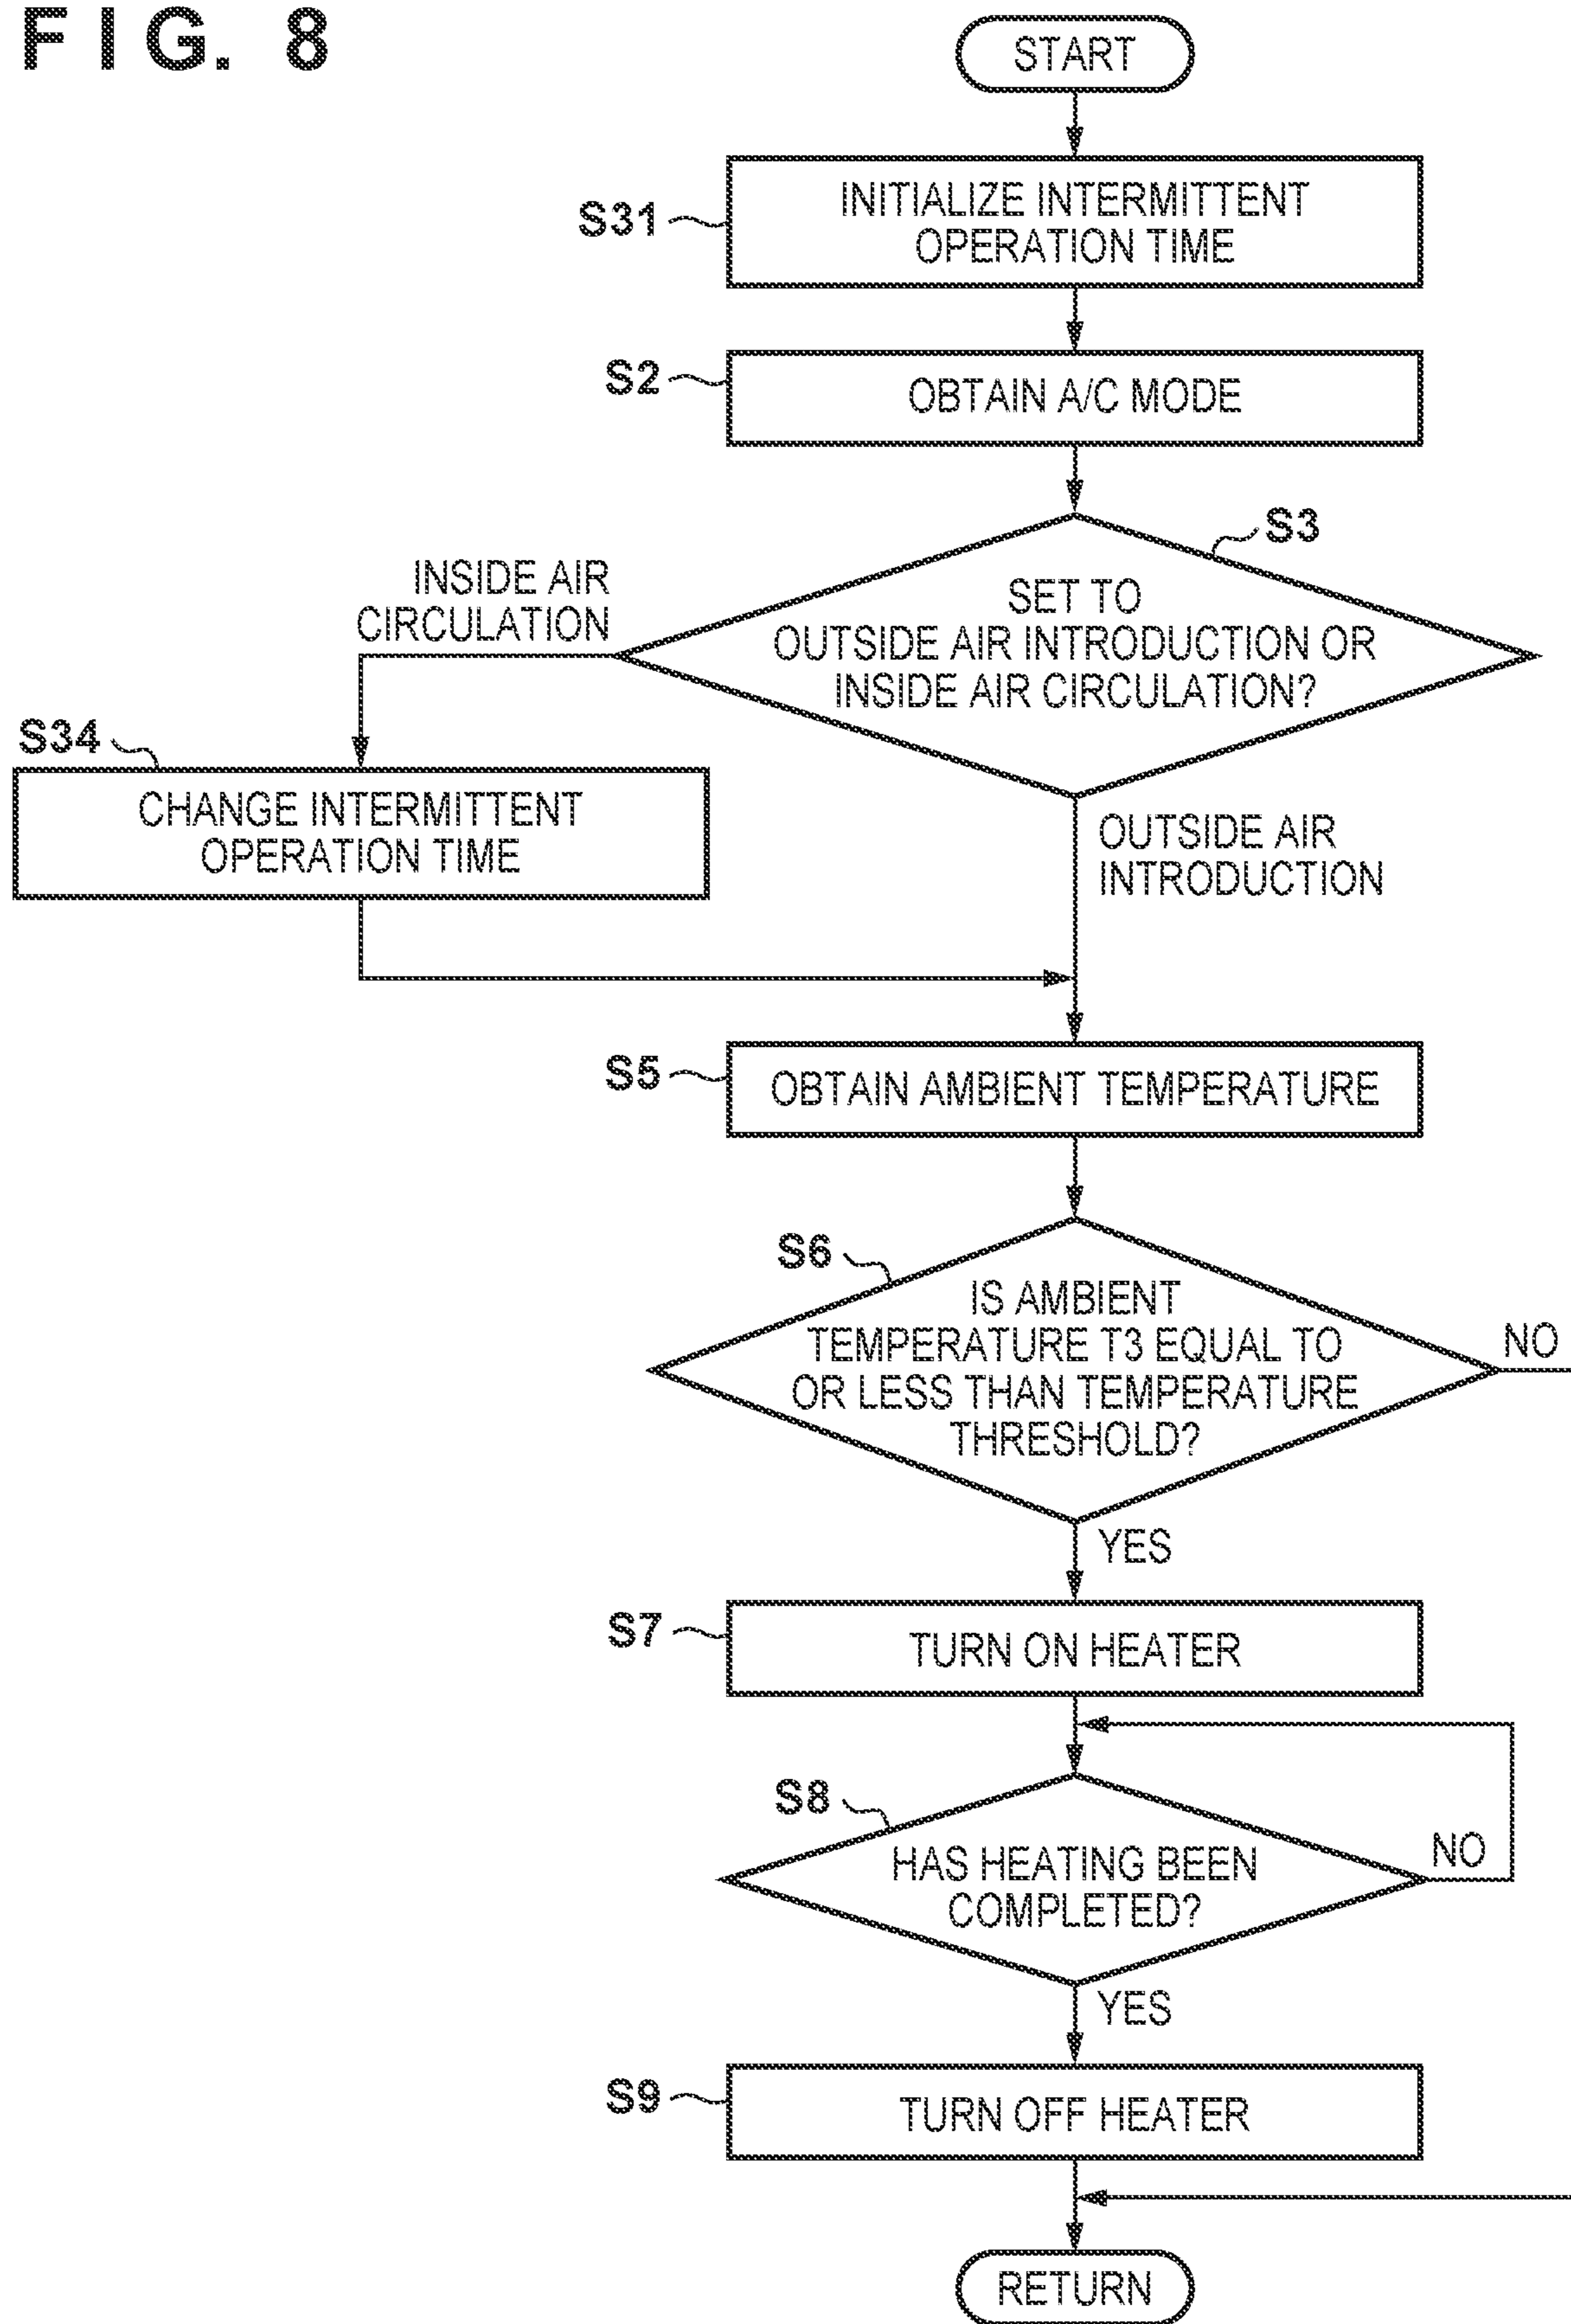 FIG. 8
START
S31
INITIALIZE INTERMITTENT
OPERATION TIME
S2
OBTAIN A/C MODE
S3
SET TO
OUTSIDE AIR INTRODUCTION OR
INSIDE AIR CIRCULATION?
INSIDE AIR
CIRCULATION
S34
CHANGE INTERMITTENT
OPERATION TIME
OUTSIDE AIR
INTRODUCTION
S5
OBTAIN AMBIENT TEMPERATURE
S6
IS AMBIENT
TEMPERATURE T3 EQUAL TO
OR LESS THAN TEMPERATURE
THRESHOLD?
NO
YES
S7
TURN ON HEATER
S8
HAS HEATING BEEN
COMPLETED?
NO
YES
S9
TURN OFF HEATER
RETURN